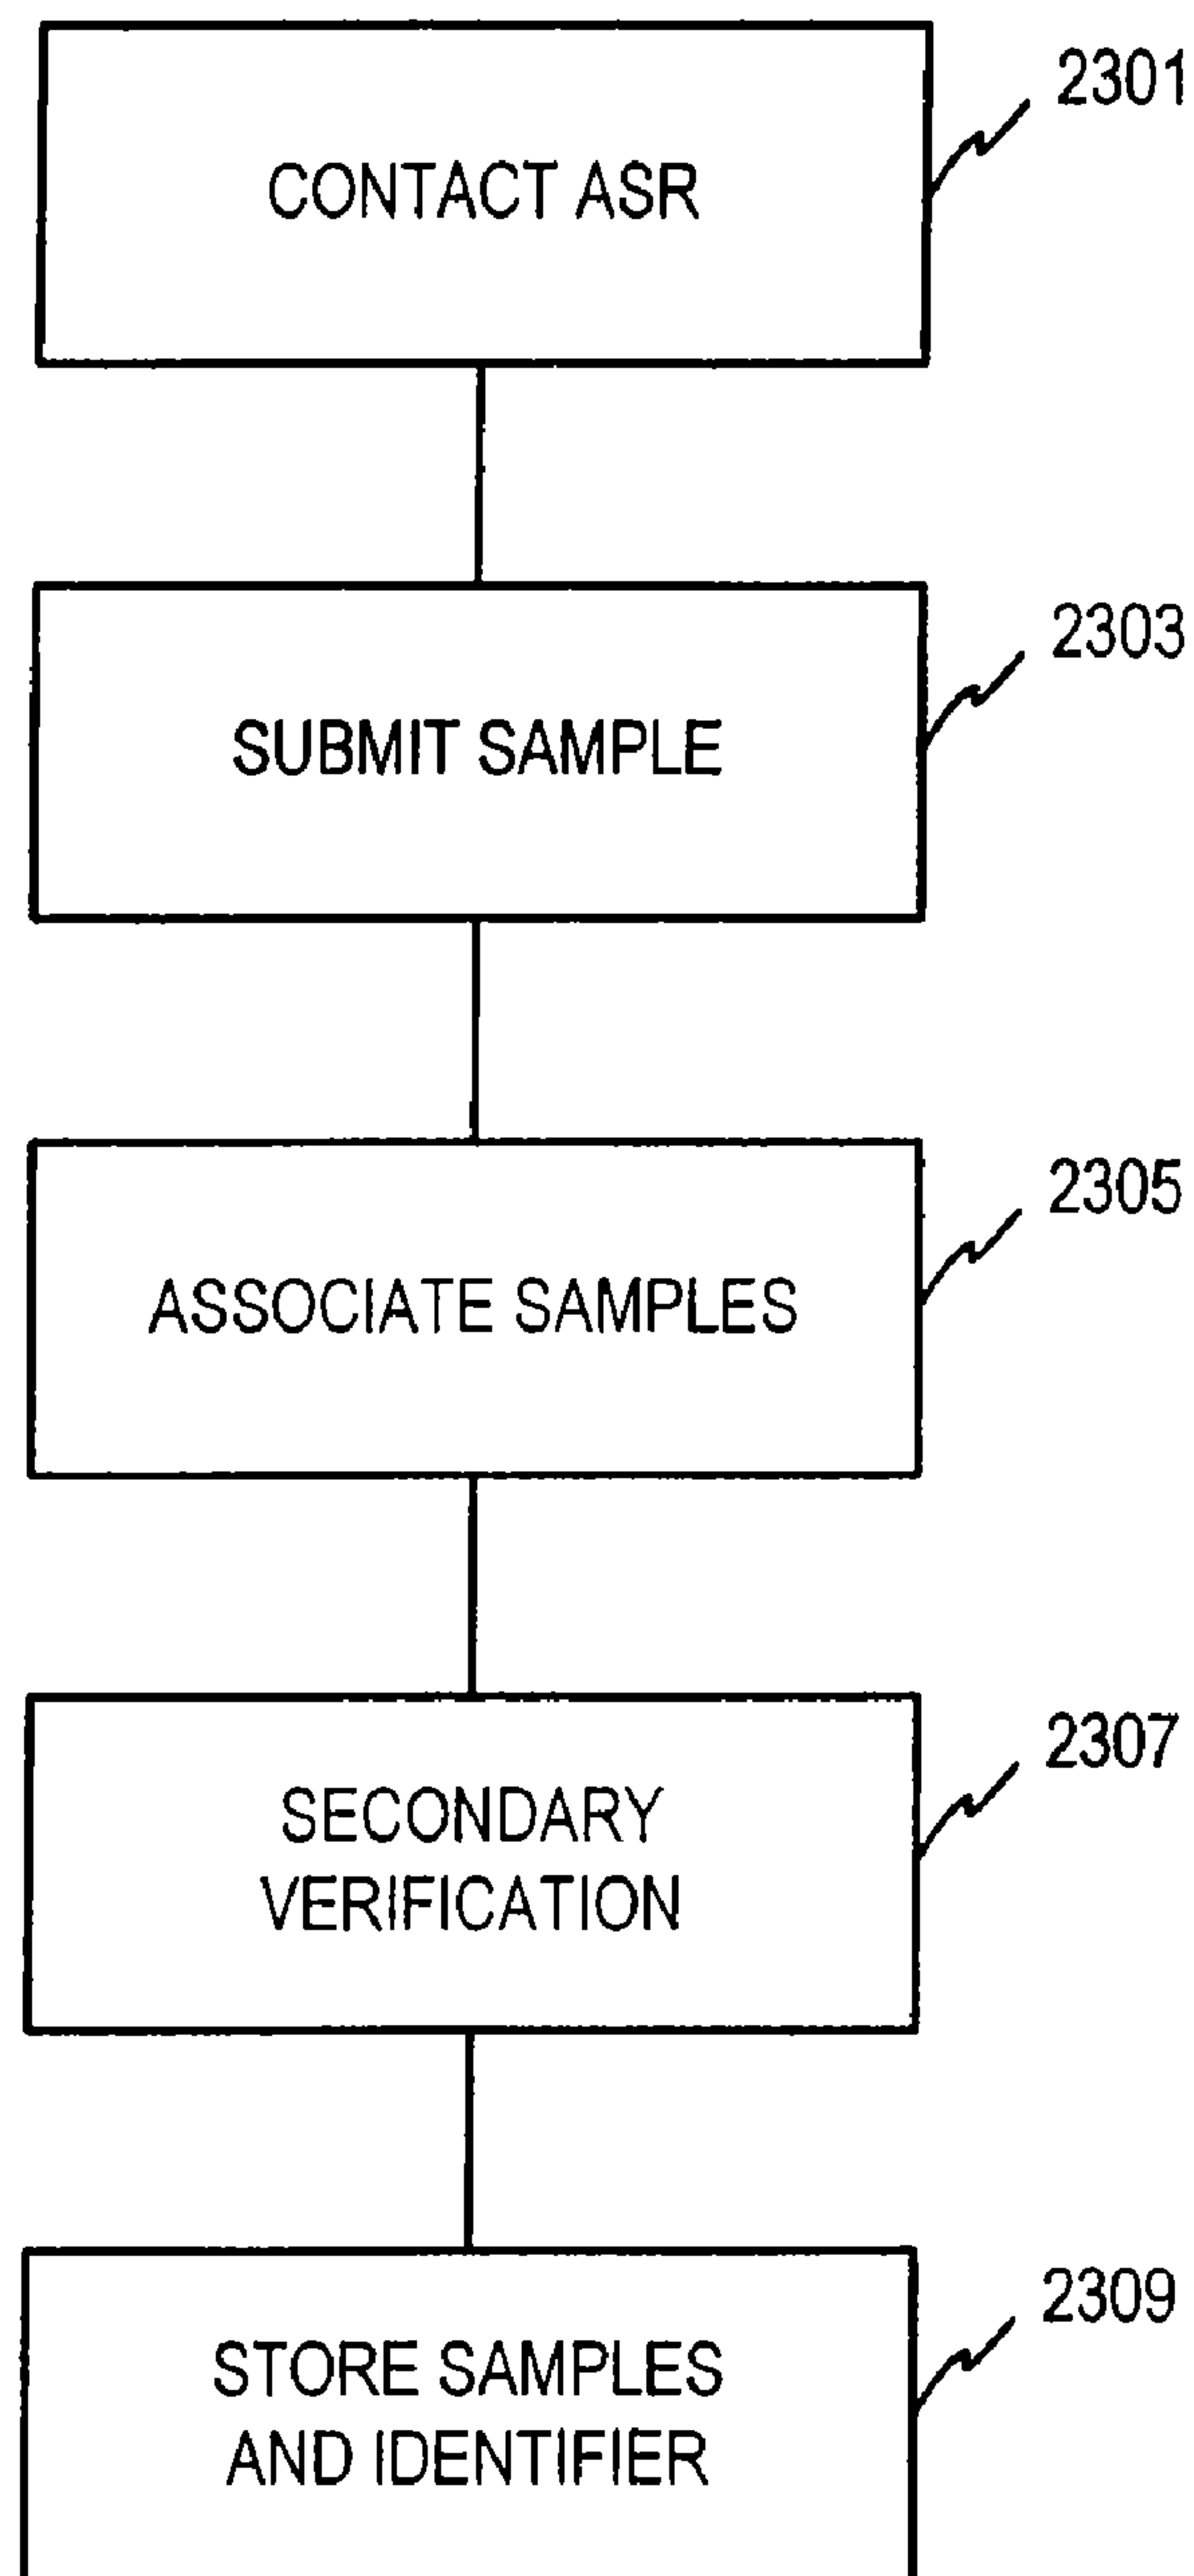 CONTACT ASR
2301
SUBMIT SAMPLE
2303
ASSOCIATE SAMPLES
2305
SECONDARY
VERIFICATION
2307
STORE SAMPLES
AND IDENTIFIER
2309